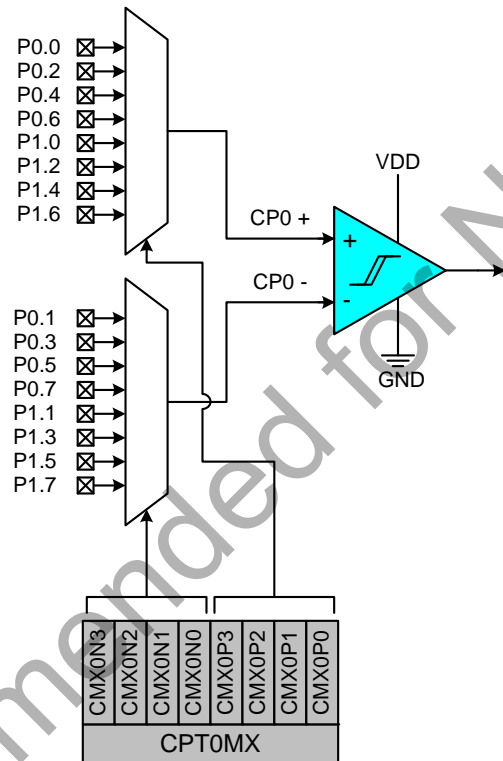 P0.0
P0.2
P0.4
P0.6
P1.0
P1.2
P1.4
P1.6
VDD
CP0 +
+
CP0 -
-
GND
P0.1
P0.3
P0.5
P0.7
P1.1
P1.3
P1.5
P1.7
CMX0N3
CMX0N2
CMX0N1
CMX0N0
CMX0P3
CMX0P2
CMX0P1
CMX0P0
CPT0MX
mended for N